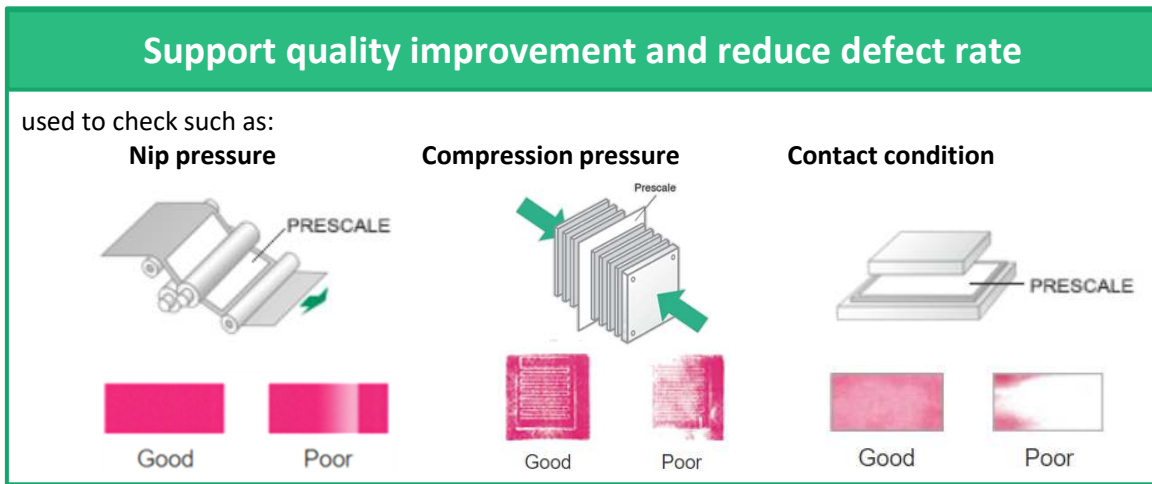 Support quality improvement and reduce defect rate
used to check such as:
Nip pressure
PRESCALE
Good
Poor
Compression pressure
Prescale
Good
Poor
Contact condition
PRESCALE
Good
Poor